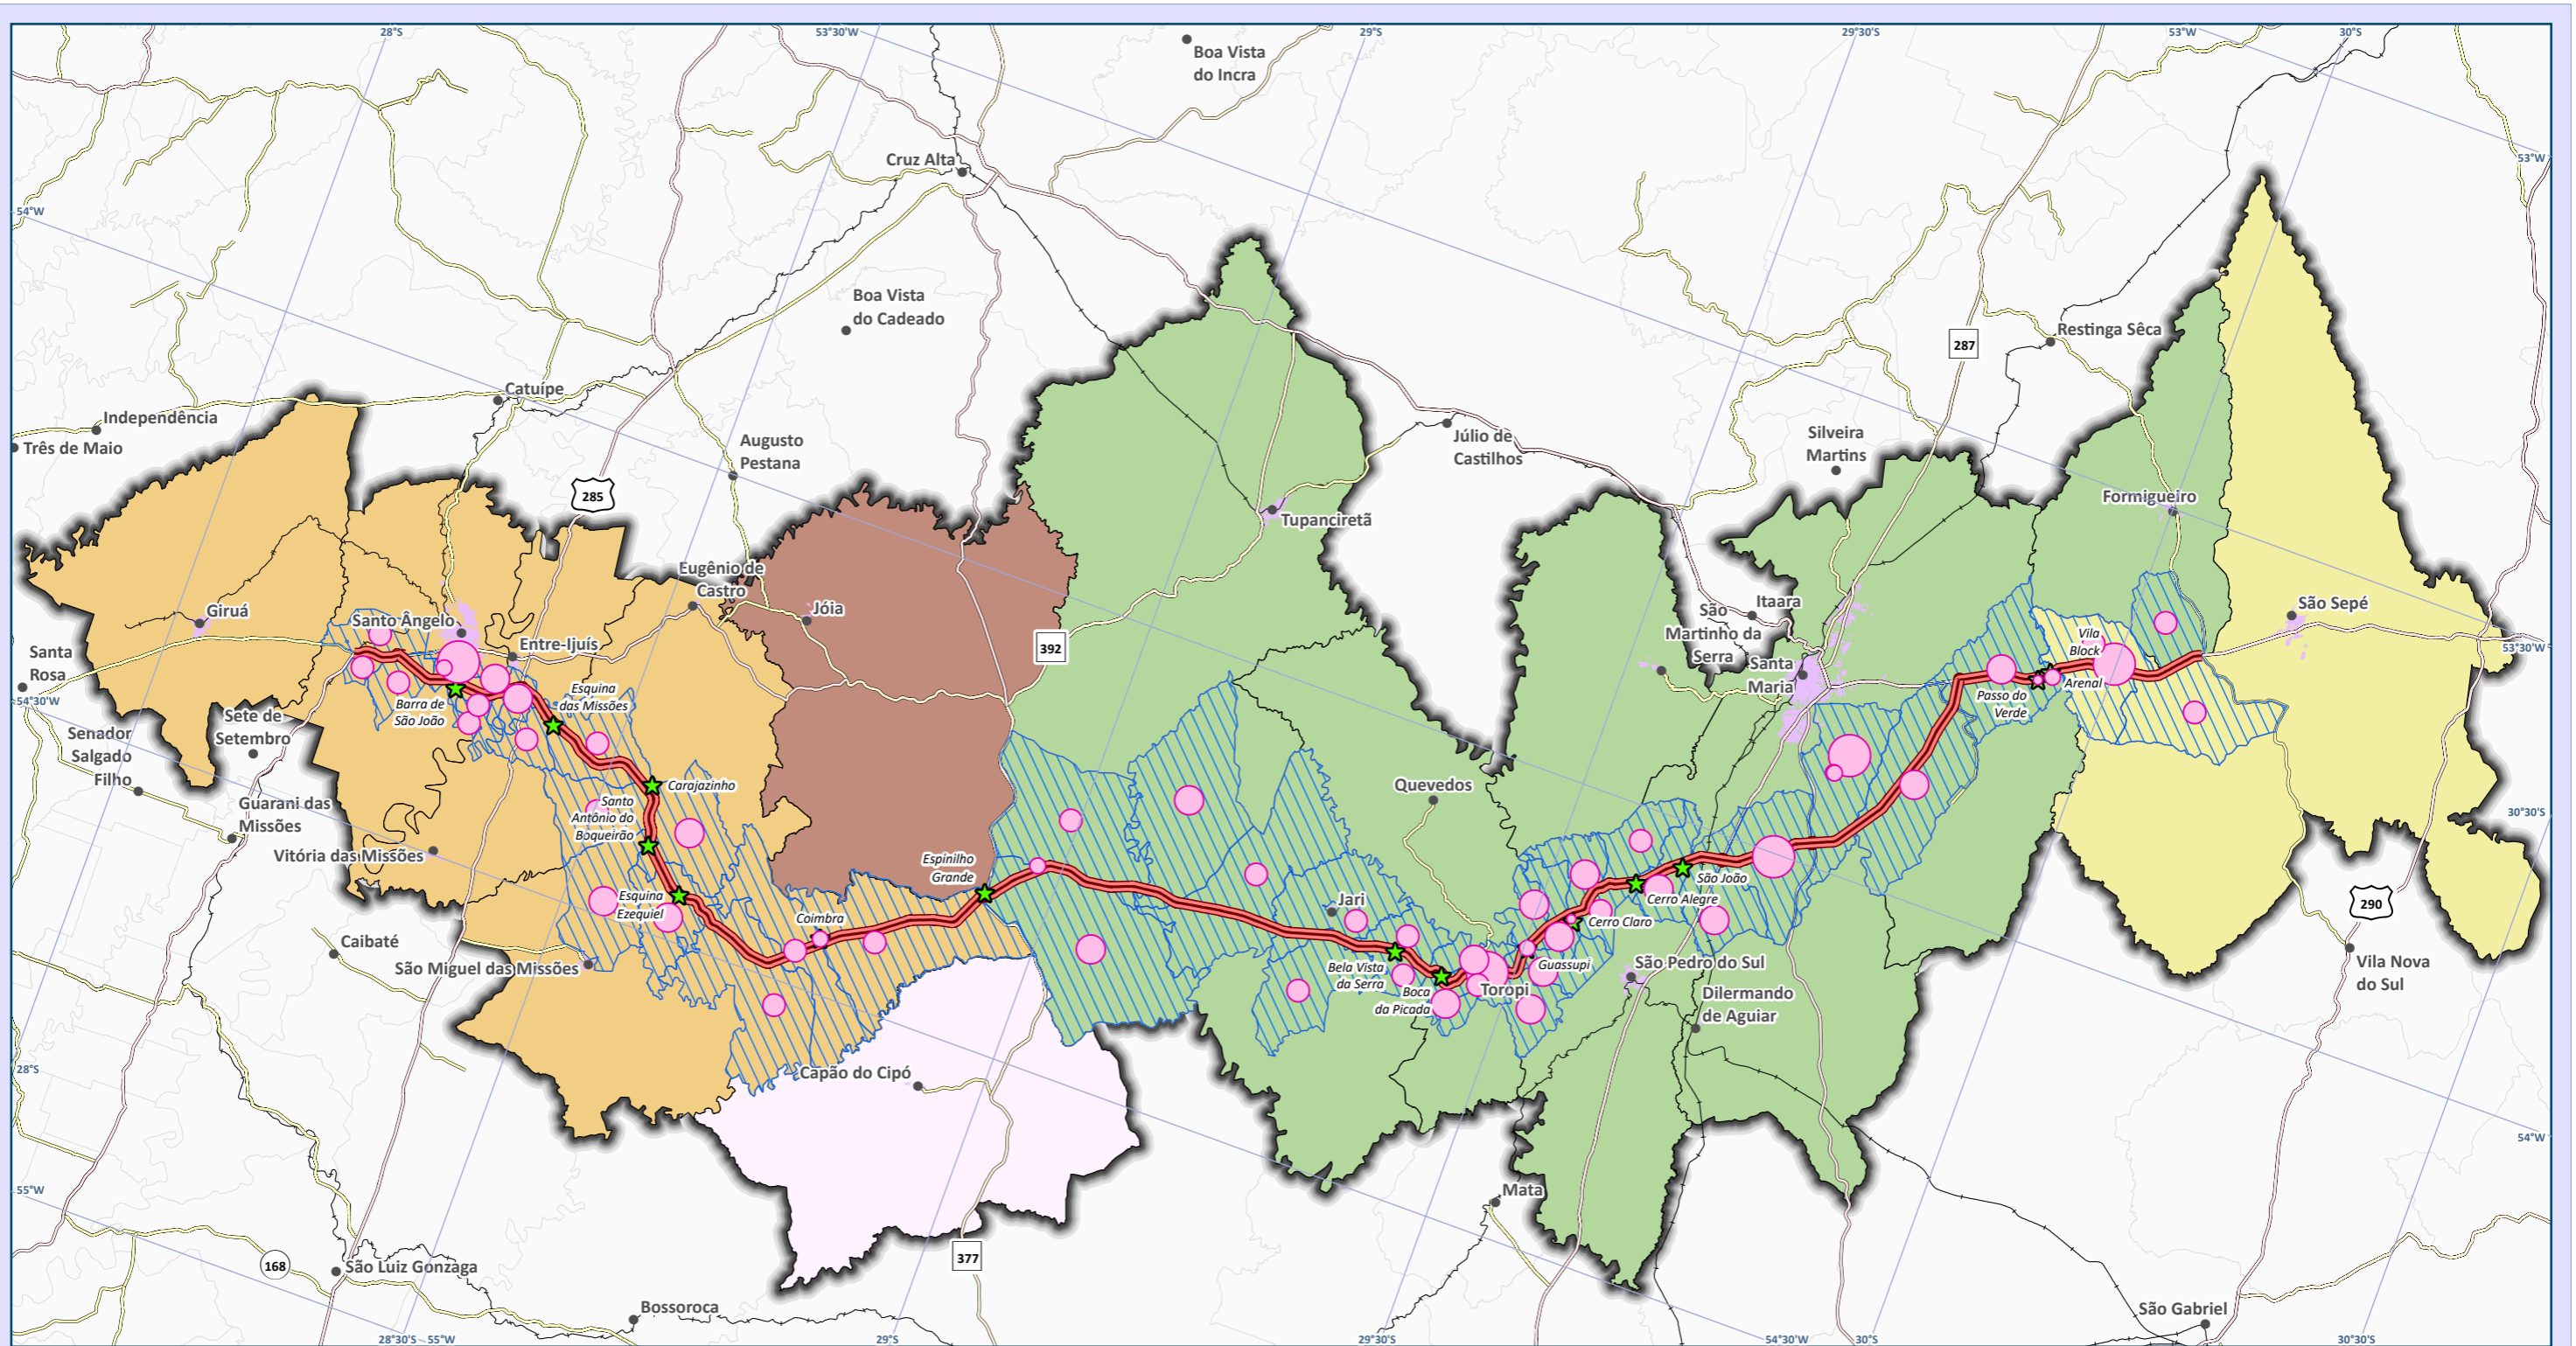 28°S
53°30'W
29°S
29°30'S
53°W
30°S
Boa Vista
do Incra
Cruz Alta
53°W
54°W
Boa Vista
do Cadeado
287
Restinga Sêca
Catuípe
Independência
Três de Maio
Augusto
Pestana
Júlio de
Castilhos
Silveira
Martins
285
Formigueiro
Tupanciretã
Eugênio de
Castro
Jóia
Giruá
Santo Ângelo
Itaara
São
Martinho da
Serra
São Sepé
Entre-Ijuís
392
Vila
Block
53°30'W
Santa
Rosa
Santa
Maria
Arenal
54°30'W
Esquina
das Missões
Barra de
São João
Passo do
Verde
Sete de
Setembro
Senador
Salgado
Filho
Carajazinho
Quevedos
Guarani das
Missões
Santo
Antônio do
Boqueirão
30°30'S
Vitória das Missões
Espinilho
Grande
São João
Esquina
Ezequiel
Jari
Cerro Alegre
290
Coimbra
Cerro Claro
Caibaté
São Miguel das Missões
Bela Vista
da Serra
Guassupi
São Pedro do Sul
Vila Nova
do Sul
Boca
da Picada
Toropi
Dilermando
de Aguiar
28°S
Capão do Cipó
54°W
55°W
Mata
377
168
São Luiz Gonzaga
Bossoroca
São Gabriel
28°30'S
55°W
29°S
29°30'S
54°30'W
30°S
30°30'S